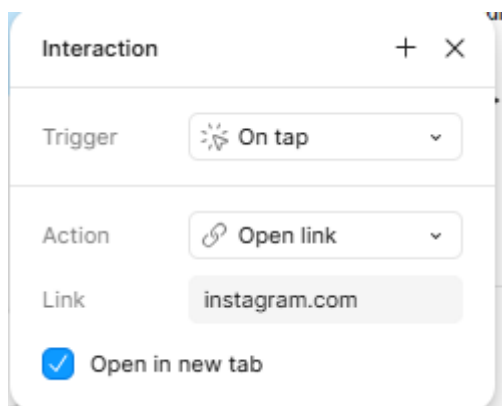 Interaction
Trigger On tap
Action Open link
Link instagram.com
Open in new tab